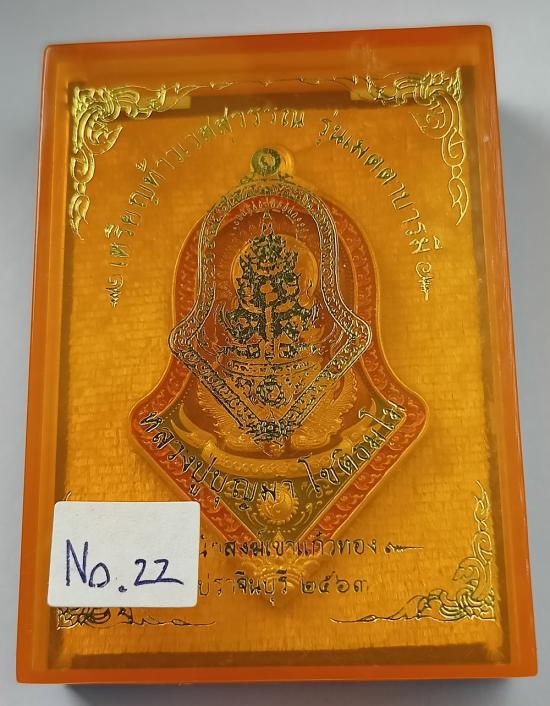 เหรียญท้าวเวสสุวรรณ รุ่นเมตตาบารมี
หลวงปู่บุญมา โชติธมฺโม
สงฆ์เขาแก้วทอง
ปราจีนบุรี ๒๕๖๓
No.22